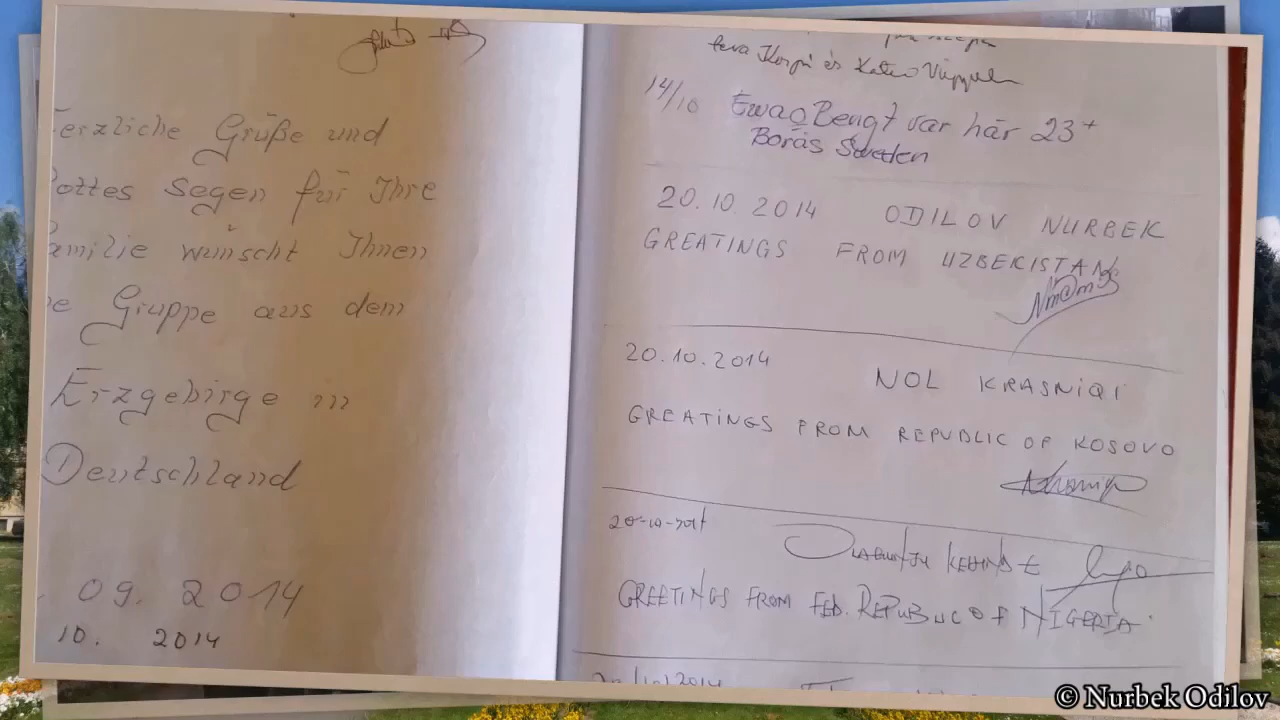 erzliche Grüße und
ottes Segen für Ihre
amilie wünscht Ihnen
e Gruppe aus dem
Erzgebirge in
Deutschland
09. 2014
10. 2014
és
14/10 Ewa o Bengt var här 23+
Borås Sweden
20.10.2014 ODILOV NURBEK
GREATINGS FROM UZBEKISTAN
20.10.2014 NOL KRASNIQI
GREATINGS FROM REPUBLIC OF KOSOVO
20-10-2014 OLABUNJU KEHINDE
GREETINGS FROM FED. REPUBLIC OF NIGERIA
© Nurbek Odilov